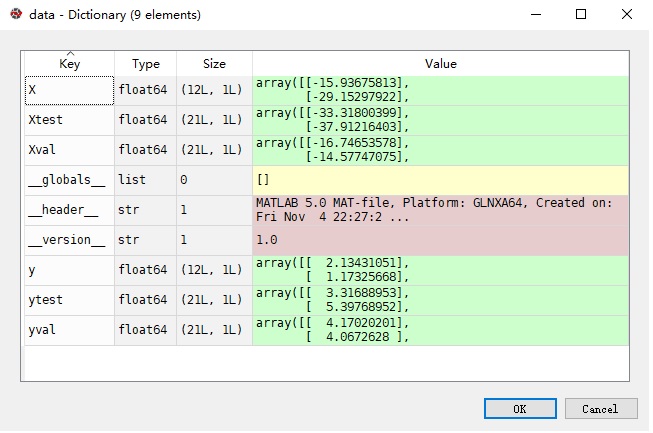 data - Dictionary (9 elements)
Key Type Size Value
X float64 (12L, 1L) array([[-15.93675813],
[-29.15297922],
Xtest float64 (21L, 1L) array([[-33.31800399],
[-37.91216403],
Xval float64 (21L, 1L) array([[-16.74653578],
[-14.57747075],
__globals__ list 0 []
__header__ str 1 MATLAB 5.0 MAT-file, Platform: GLNXA64, Created on:
Fri Nov  4 22:27:2 ...
__version__ str 1 1.0
y float64 (12L, 1L) array([[  2.13431051],
[  1.17325668],
ytest float64 (21L, 1L) array([[  3.31688953],
[  5.39768952],
yval float64 (21L, 1L) array([[  4.17020201],
[  4.0672628 ],
OK Cancel